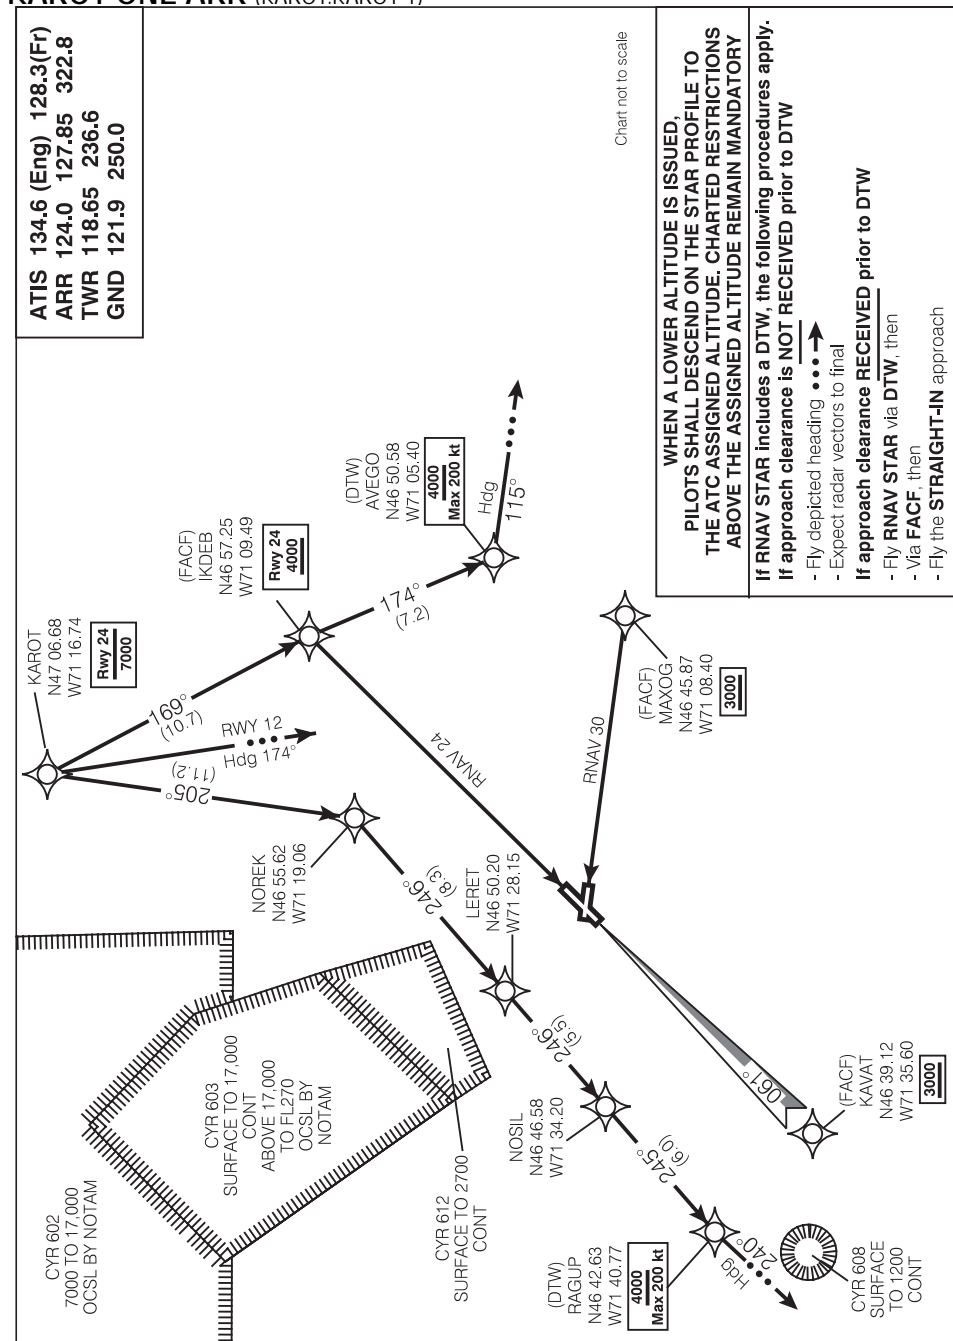 ATIS 134.6 (Eng) 128.3(Fr)
ARR 124.0 127.85 322.8
TWR 118.65 236.6
GND 121.9 250.0
Chart not to scale
WHEN A LOWER ALTITUDE IS ISSUED,
PILOTS SHALL DESCEND ON THE STAR PROFILE TO
THE ATC ASSIGNED ALTITUDE. CHARTED RESTRICTIONS
ABOVE THE ASSIGNED ALTITUDE REMAIN MANDATORY
If RNAV STAR includes a DTW, the following procedures apply.
If approach clearance is NOT RECEIVED prior to DTW
- Fly depicted heading
- Expect radar vectors to final
If approach clearance RECEIVED prior to DTW
- Fly RNAV STAR via DTW, then
- Via FACF, then
- Fly the STRAIGHT-IN approach
KAROT
N47 06.68
W71 16.74
Rwy 24
7000
(FACF)
IKDEB
N46 57.25
W71 09.49
Rwy 24
4000
(DTW)
AVEGO
N46 50.58
W71 05.40
4000
Max 200 kt
Hdg
115°
174°
(7.2)
169°
(10.7)
RWY 12
Hdg 174°
205°
(11.2)
NOREK
N46 55.62
W71 19.06
246°
(8.3)
LERET
N46 50.20
W71 28.15
246°
(5.5)
NOSIL
N46 46.58
W71 34.20
245°
(6.0)
(DTW)
RAGUP
N46 42.63
W71 40.77
4000
Max 200 kt
Hdg
240°
RNAV 24
RNAV 30
(FACF)
MAXOG
N46 45.87
W71 08.40
3000
061°
(FACF)
KAVAT
N46 39.12
W71 35.60
3000
CYR 602
7000 TO 17,000
OCSL BY NOTAM
CYR 603
SURFACE TO 17,000
CONT
ABOVE 17,000
TO FL270
OCSL BY
NOTAM
CYR 612
SURFACE TO 2700
CONT
CYR 608
SURFACE
TO 1200
CONT